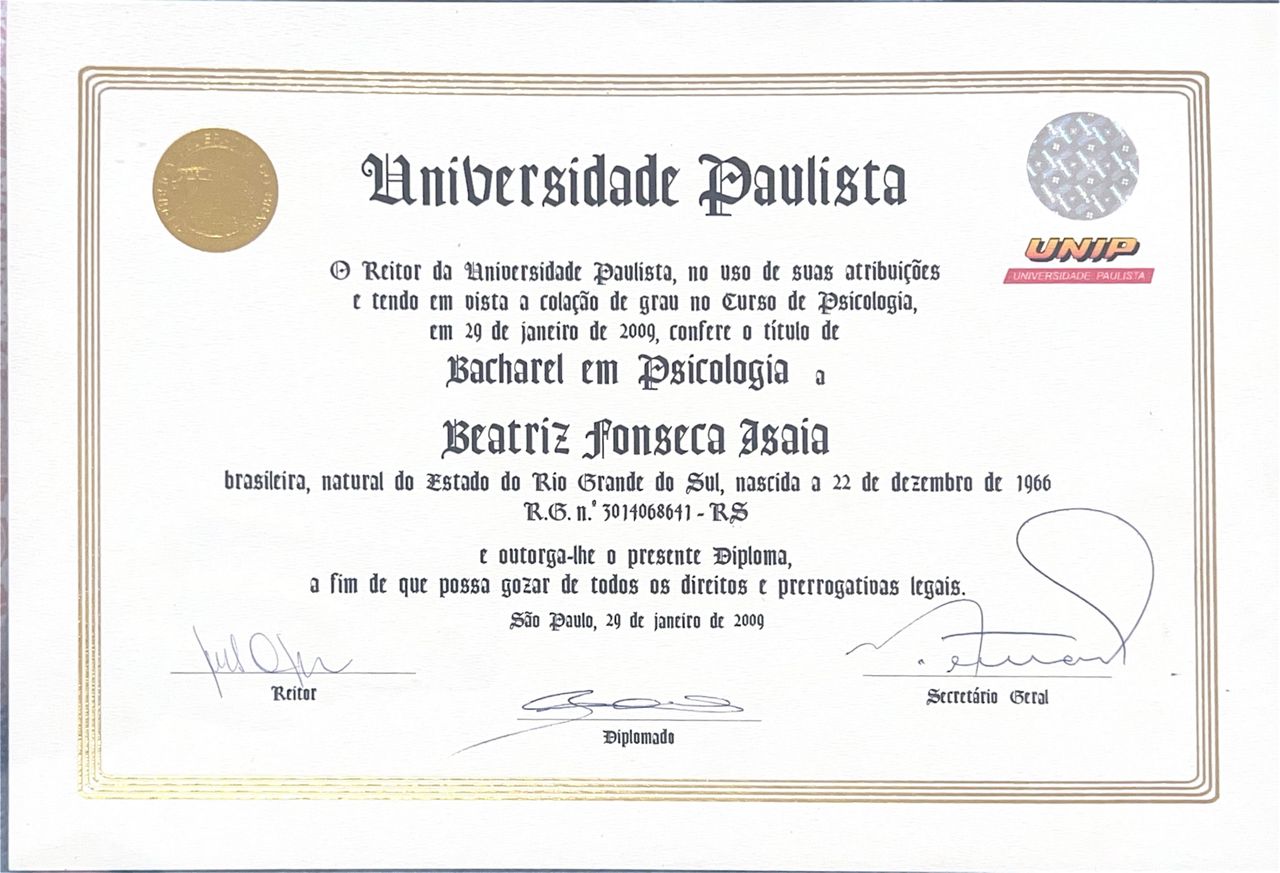 Universidade Paulista
UNIP
UNIVERSIDADE PAULISTA
O Reitor da Universidade Paulista, no uso de suas atribuições
e tendo em vista a colação de grau no Curso de Psicologia,
em 29 de janeiro de 2009, confere o título de
Bacharel em Psicologia a
Beatriz Fonseca Isaia
brasileira, natural do Estado do Rio Grande do Sul, nascida a 22 de dezembro de 1966
R.G. n.º 3014068641 - RS
e outorga-lhe o presente Diploma,
a fim de que possa gozar de todos os direitos e prerrogativas legais.
São Paulo, 29 de janeiro de 2009
Reitor
Secretário Geral
Diplomado